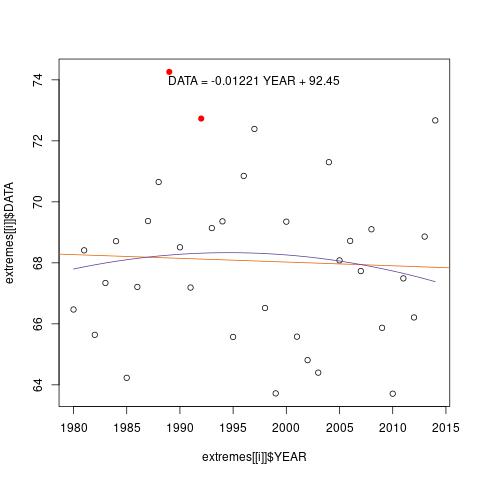 DATA = -0.01221 YEAR + 92.45
extremes[[i]]$DATA
74
72
70
68
66
64
1980 1985 1990 1995 2000 2005 2010 2015
extremes[[i]]$YEAR